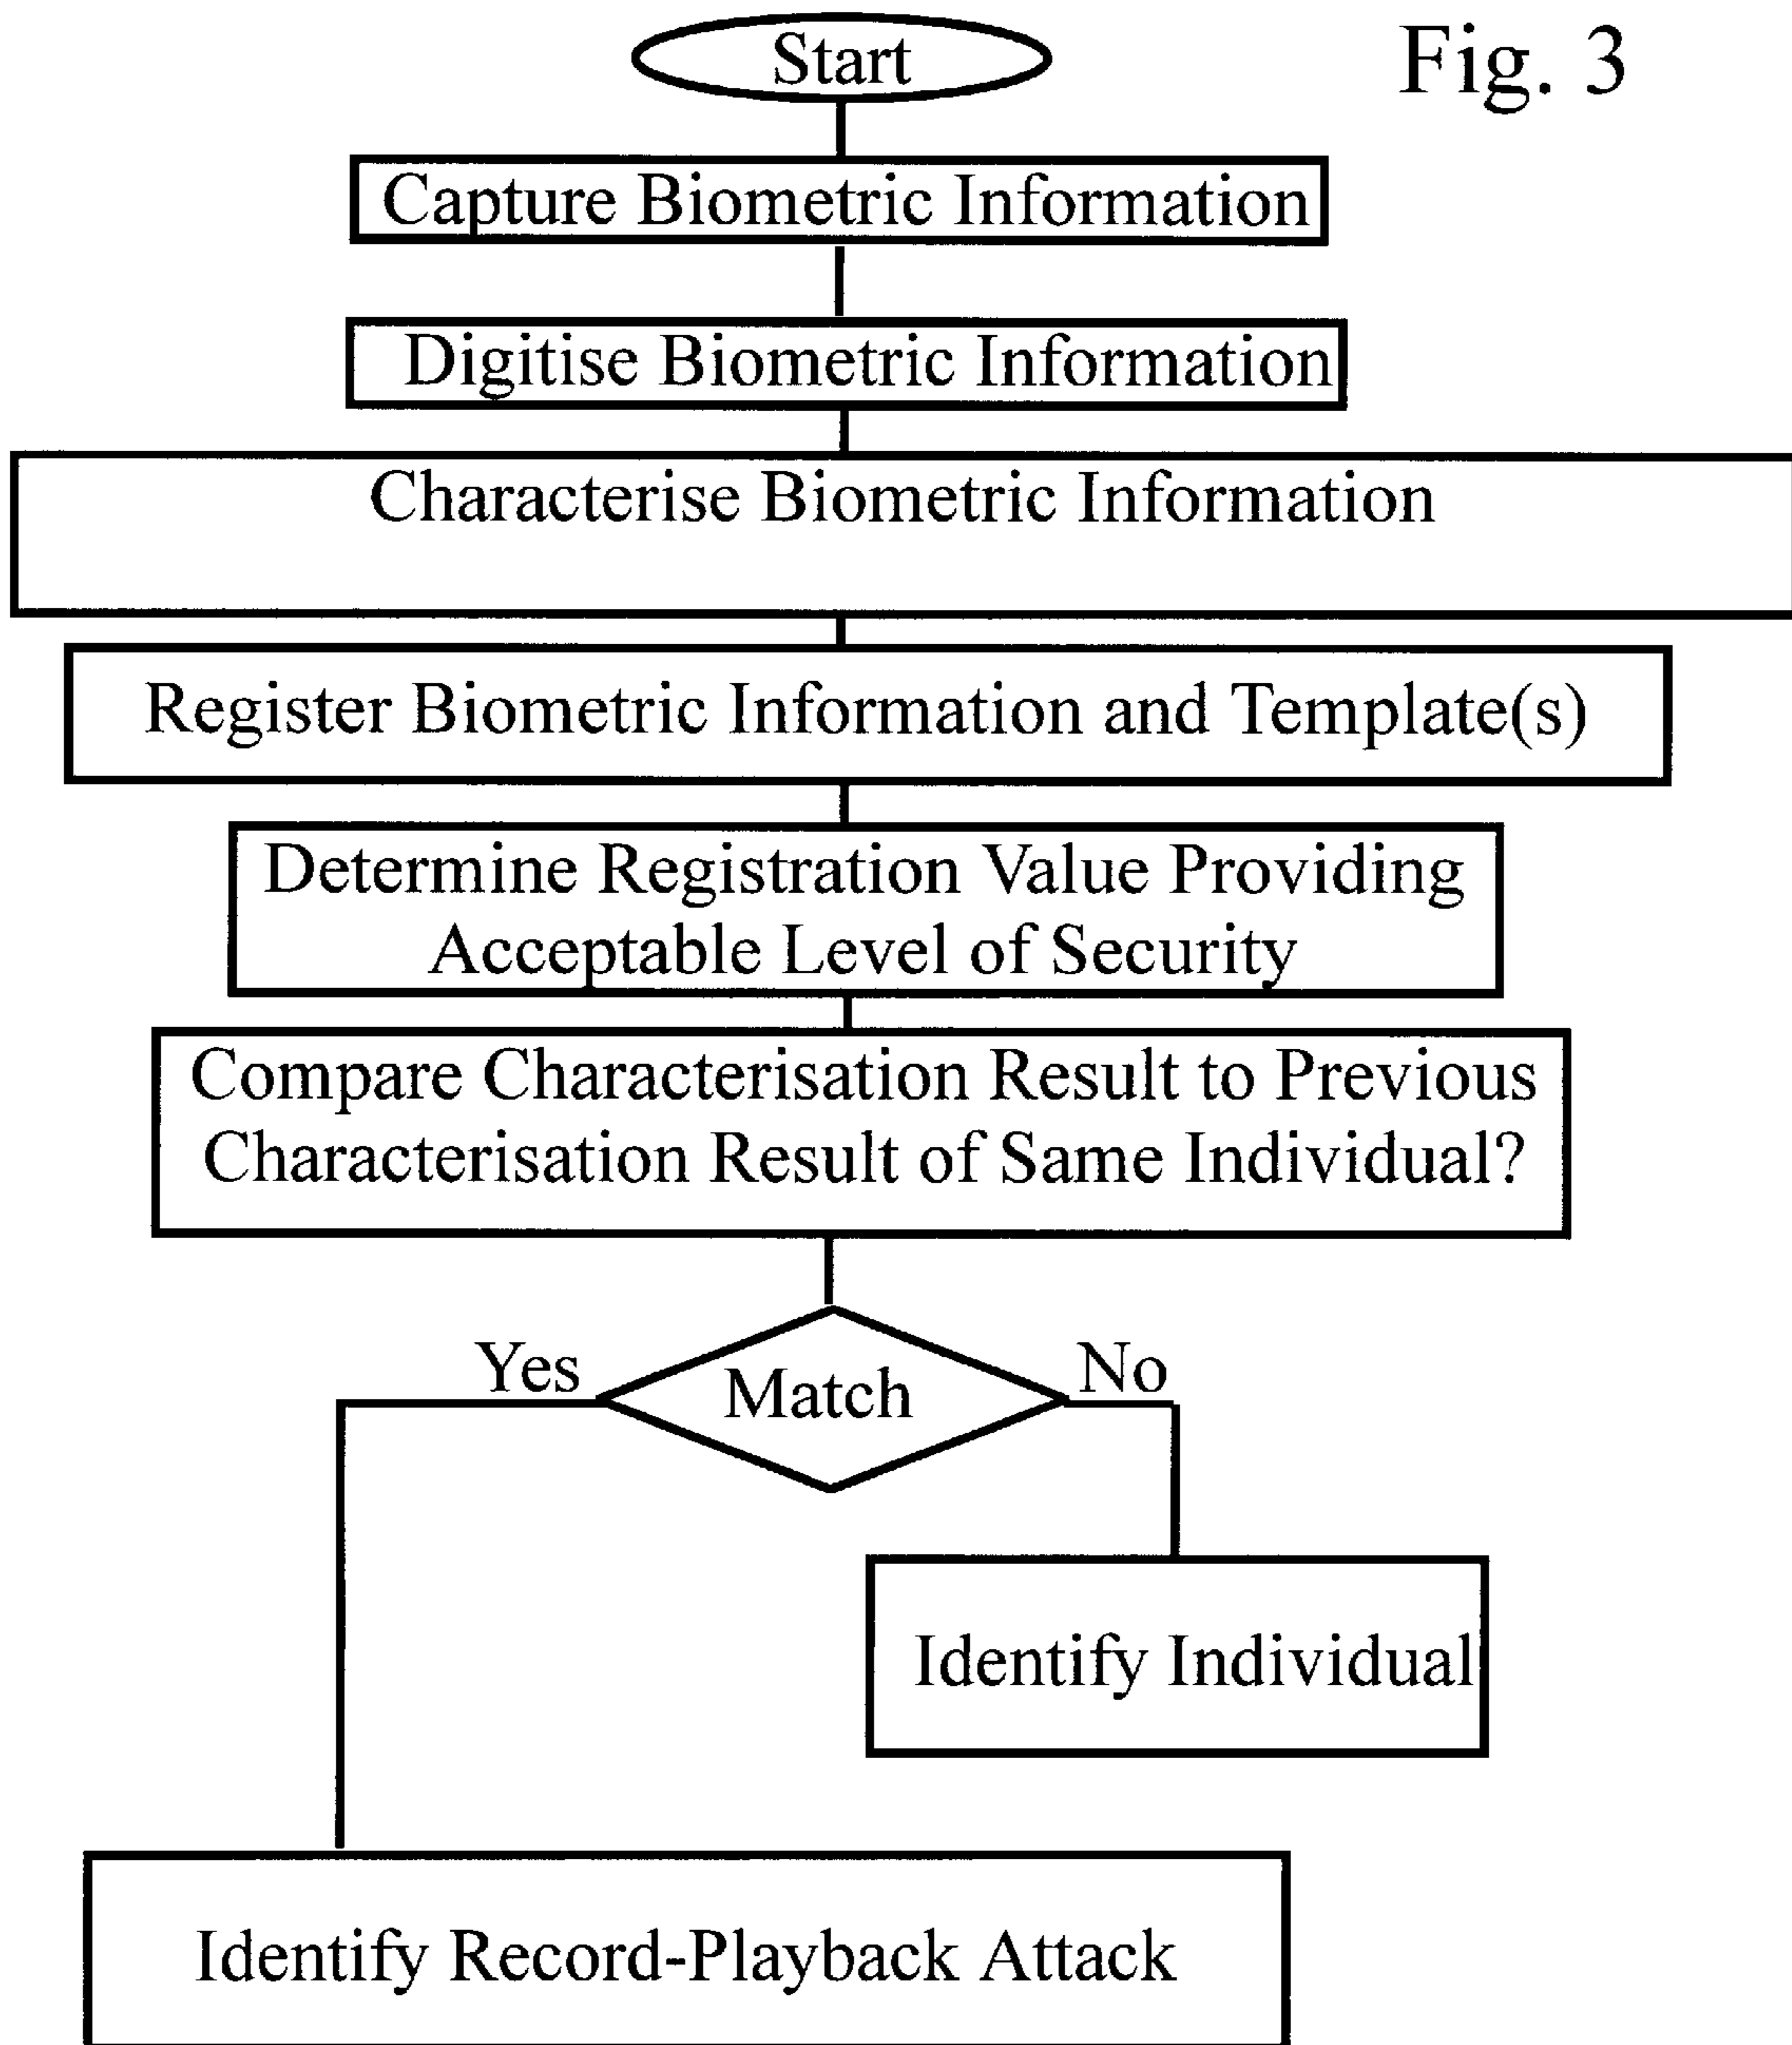 Start
Fig. 3
Capture Biometric Information
Digitise Biometric Information
Characterise Biometric Information
Register Biometric Information and Template(s)
Determine Registration Value Providing
Acceptable Level of Security
Compare Characterisation Result to Previous
Characterisation Result of Same Individual?
Yes
Match
No
Identify Individual
Identify Record-Playback Attack